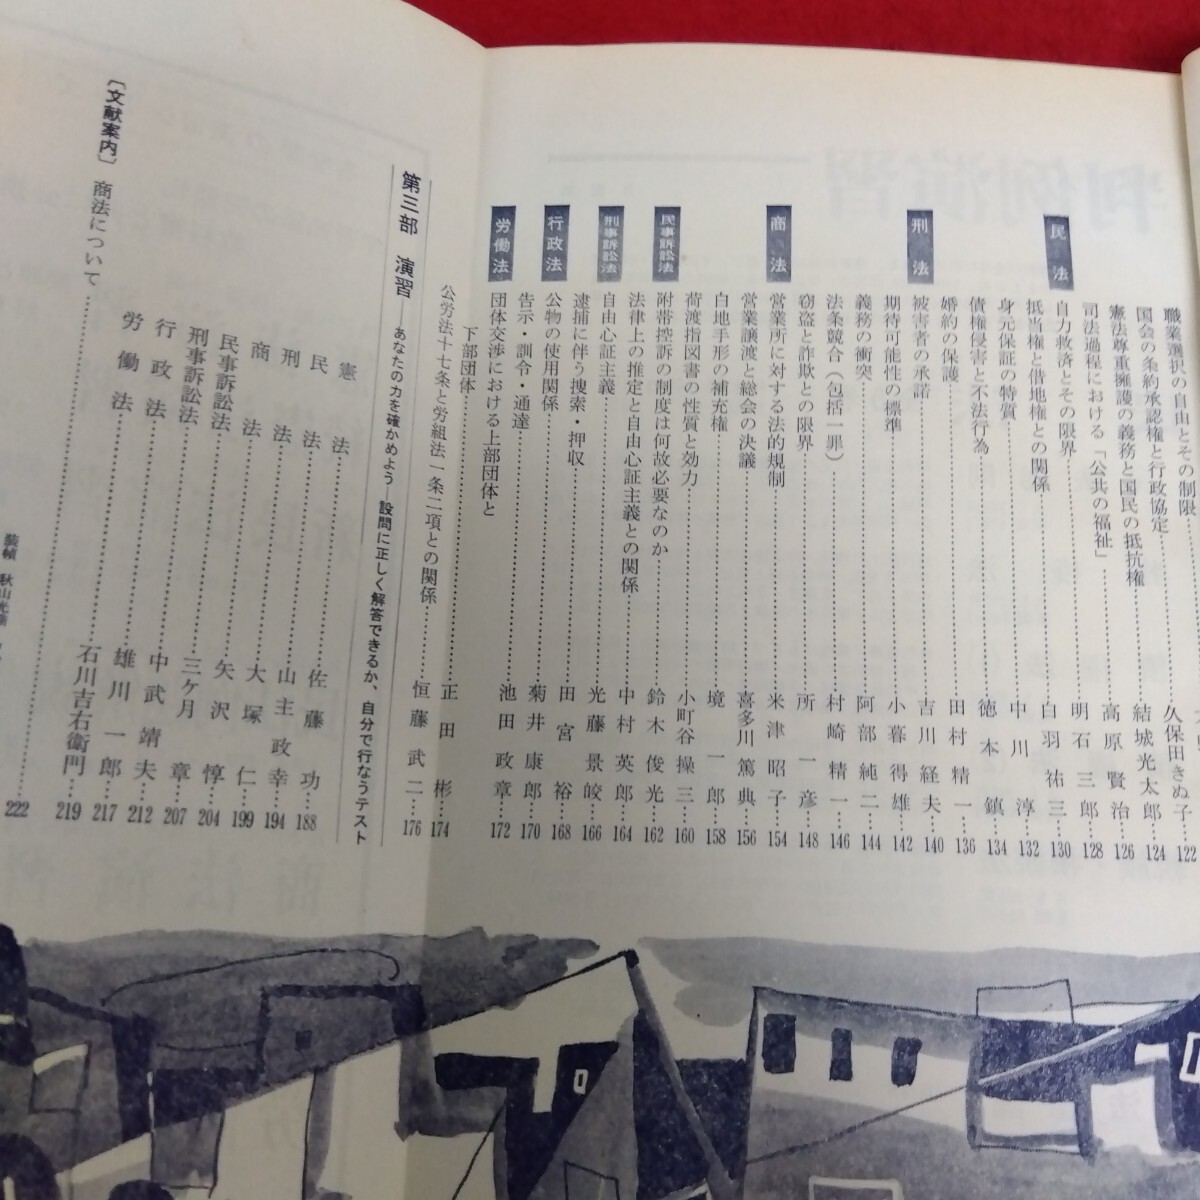 職業選択の自由とその制限……久保田きぬ子…122
国会の条約承認権と行政協定……結城光太郎…124
憲法尊重擁護の義務と国民の抵抗権……高原賢治…126
司法過程における「公共の福祉」……明石三郎…128
民法
自力救済とその限界……白羽祐三…130
抵当権と借地権との関係……中川淳…132
身元保証の特質……徳本鎮…134
債権侵害と不法行為……田村精一…136
婚約の保護……吉川経夫…140
刑法
被害者の承諾……小暮得雄…142
期待可能性の標準……阿部純二…144
義務の衝突……村崎精一…146
法条競合（包括一罪）……所一彦…148
窃盗と詐欺との限界……米津昭子…154
商法
営業所に対する法的規制……喜多川篤典…156
営業譲渡と総会の決議……境一郎…158
白地手形の補充権……小町谷操三…160
荷渡指図書の性質と効力……鈴木俊光…162
民事訴訟法
附帯控訴の制度は何故必要なのか……中村英郎…164
法律上の推定と自由心証主義との関係……光藤景皎…166
刑事訴訟法
自由心証主義……田宮裕…168
逮捕に伴う捜索・押収……菊井康郎…170
行政法
公物の使用関係……池田政章…172
告示・訓令・通達
労働法
団体交渉における上部団体と
下部団体……正田彬…174
公労法十七条と労組法一条二項との関係……恒藤武二…176
第三部 演習 ──あなたの力を確かめよう──設問に正しく解答できるか、自分で行なうテスト
憲法……佐藤功…188
民法……山主政幸…194
刑法……大塚仁…199
商法……矢沢惇…204
民事訴訟法……三ケ月章…207
刑事訴訟法……中武靖夫…212
行政法……雄川一郎…217
労働法……石川吉右衛門…219
〔文献案内〕 商法について……222
装幀 秋山光